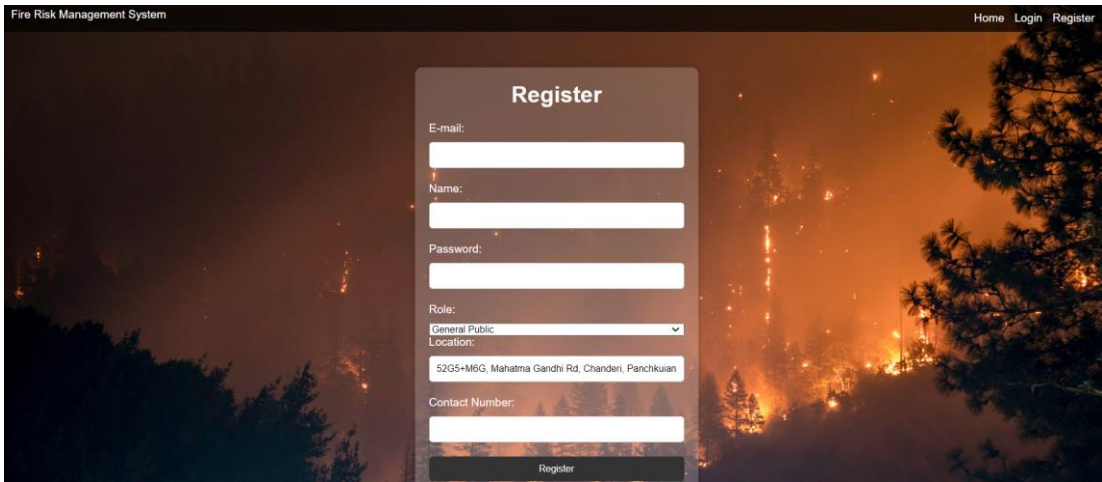 Fire Risk Management System
Home Login Register
Register
E-mail:
Name:
Password:
Role:
General Public
Location:
52G5+M6G, Mahatma Gandhi Rd, Chanderi, Panchkuian
Contact Number:
Register